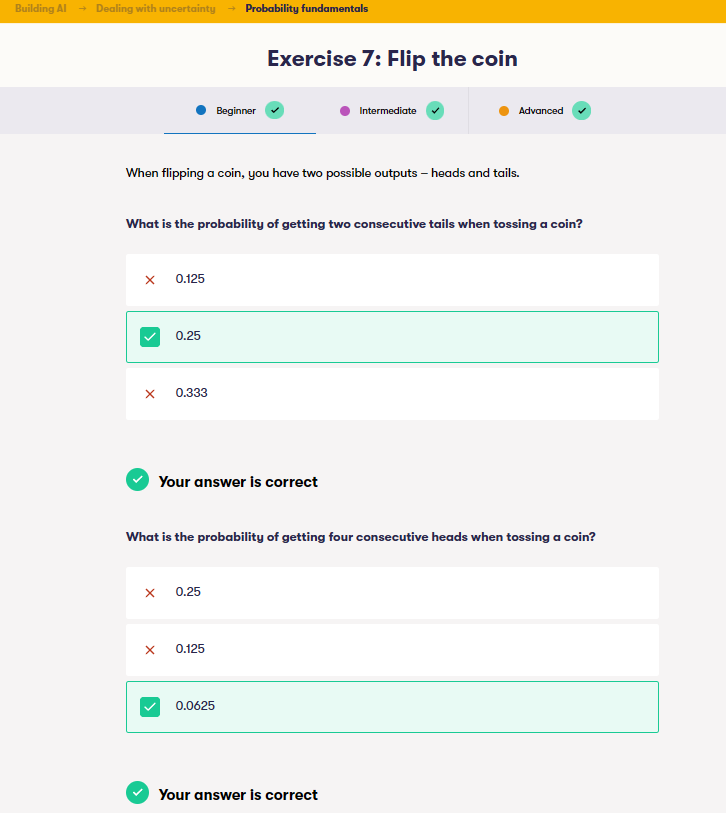 Building AI → Dealing with uncertainty → Probability fundamentals
Exercise 7: Flip the coin
Beginner Intermediate Advanced
When flipping a coin, you have two possible outputs – heads and tails.
What is the probability of getting two consecutive tails when tossing a coin?
0.125
0.25
0.333
Your answer is correct
What is the probability of getting four consecutive heads when tossing a coin?
0.25
0.125
0.0625
Your answer is correct